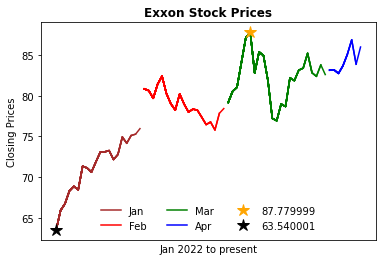 Exxon Stock Prices
Closing Prices
85
80
75
70
65
Jan Mar 87.779999
Feb Apr 63.540001
Jan 2022 to present